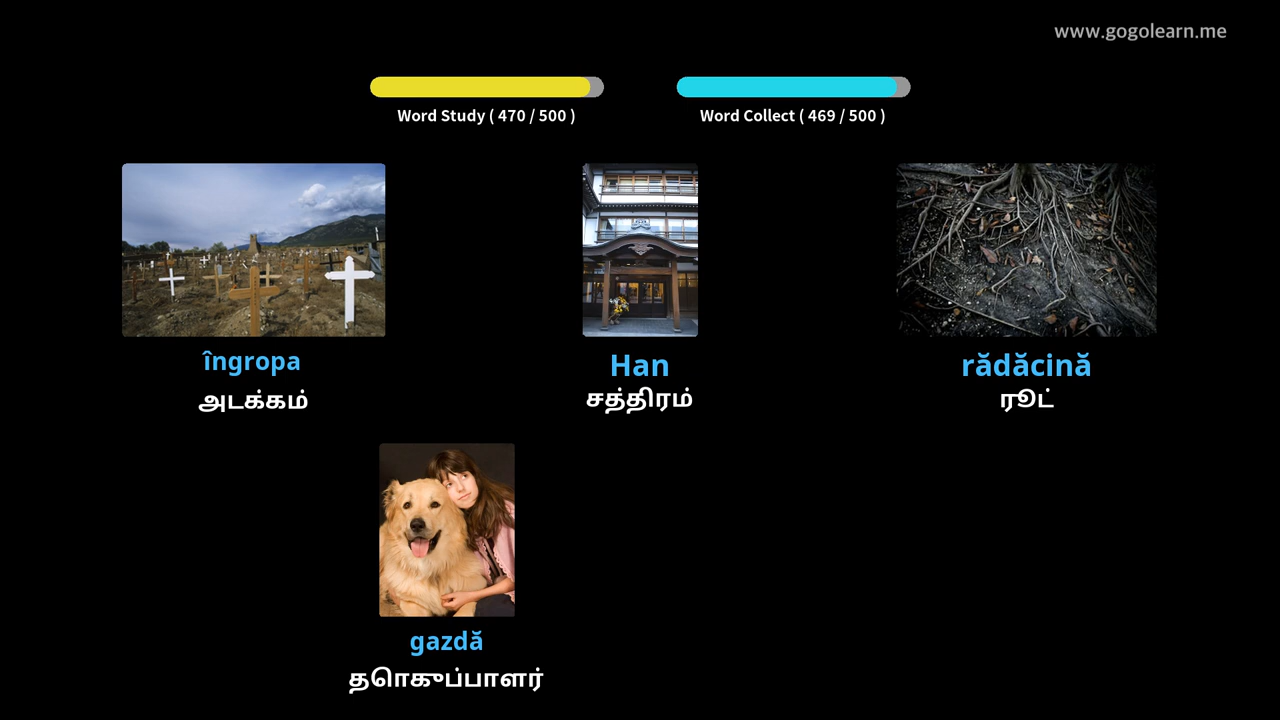 www.gogolearn.me
Word Study ( 470 / 500 )
Word Collect ( 469 / 500 )
îngropa
அடக்கம்
Han
சத்திரம்
rădăcină
ரூட்
gazdă
தொகுப்பாளர்